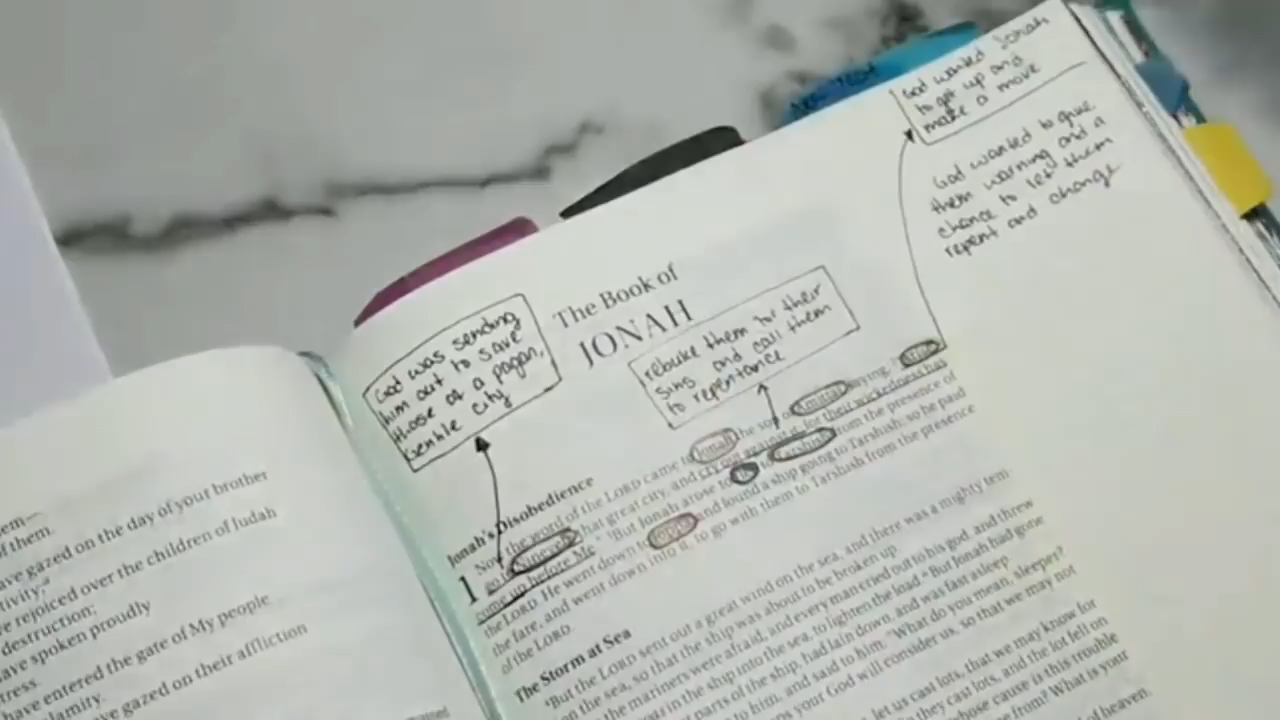 God wanted Jonah
to get up and
make a move
God wanted to give
them warning and a
chance to let them
repent and change
God was sending
him out to save
those of a pagan,
Gentile city
The Book of
JONAH
rebuke them for their
sins and call them
to repentance
Jonah's Disobedience
1 Now the word of the LORD came to Jonah the son of Amittai, saying, "Arise,
go to Nineveh, that great city, and cry out against it; for their wickedness has
come up before Me." But Jonah arose to flee to Tarshish from the presence of
the LORD. He went down to Joppa, and found a ship going to Tarshish; so he paid
the fare, and went down into it, to go with them to Tarshish from the presence
of the LORD.
The Storm at Sea
But the LORD sent out a great wind on the sea, and there was a mighty tem-
on the sea, so that the ship was about to be broken up
the mariners were afraid; and every man cried out to his god, and threw
in the ship into the sea, to lighten the load. But Jonah had gone
parts of the ship, had lain down, and was fast asleep
to him, and said to him, "What do you mean, sleeper?
your God will consider us, so that we may not
let us cast lots, that we may know for
they cast lots, and the lot fell on
whose cause is this trouble
from? What is your
heaven,
of them.
gazed on the day of your brother
rejoiced over the children of Judah
destruction;
spoken proudly
entered the gate of My people
gazed on their affliction